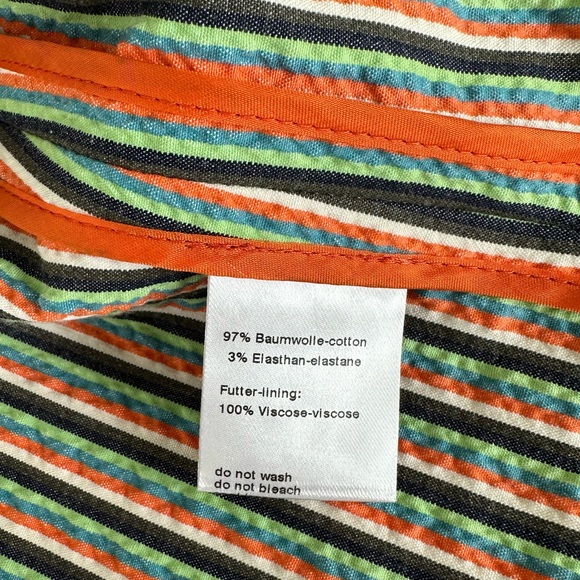 97% Baumwolle-cotton
3% Elasthan-elastane
Futter-lining:
100% Viscose-viscose
do not wash
do not bleach